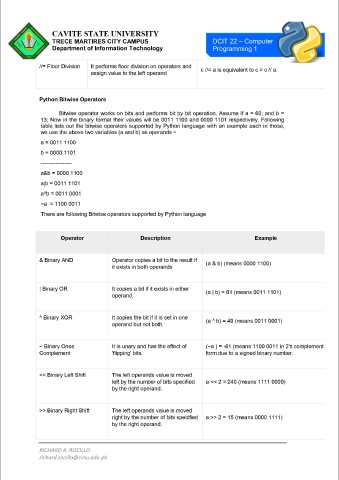 CAVITE STATE UNIVERSITY
TRECE MARTIRES CITY CAMPUS
Department of Information Technology
DCIT 22 – Computer
Programming 1
//= Floor Division
It performs floor division on operators and
assign value to the left operand
c //= a is equivalent to c = c // a
Python Bitwise Operators
Bitwise operator works on bits and performs bit by bit operation. Assume if a = 60; and b =
13; Now in the binary format their values will be 0011 1100 and 0000 1101 respectively. Following
table lists out the bitwise operators supported by Python language with an example each in those,
we use the above two variables (a and b) as operands −
a = 0011 1100
b = 0000 1101
-----------------
a&b = 0000 1100
a|b = 0011 1101
a^b = 0011 0001
~a = 1100 0011
There are following Bitwise operators supported by Python language
Operator Description Example
& Binary AND
Operator copies a bit to the result if
it exists in both operands
(a & b) (means 0000 1100)
| Binary OR
It copies a bit if it exists in either
operand.
(a | b) = 61 (means 0011 1101)
^ Binary XOR
It copies the bit if it is set in one
operand but not both.
(a ^ b) = 49 (means 0011 0001)
~ Binary Ones
Complement
It is unary and has the effect of
'flipping' bits.
(~a ) = -61 (means 1100 0011 in 2's complement
form due to a signed binary number.
<< Binary Left Shift
The left operands value is moved
left by the number of bits specified
by the right operand.
a << 2 = 240 (means 1111 0000)
>> Binary Right Shift
The left operands value is moved
right by the number of bits specified
by the right operand.
a >> 2 = 15 (means 0000 1111)
RICHARD A. ROCILLO
richard.rocillo@cvsu.edu.ph